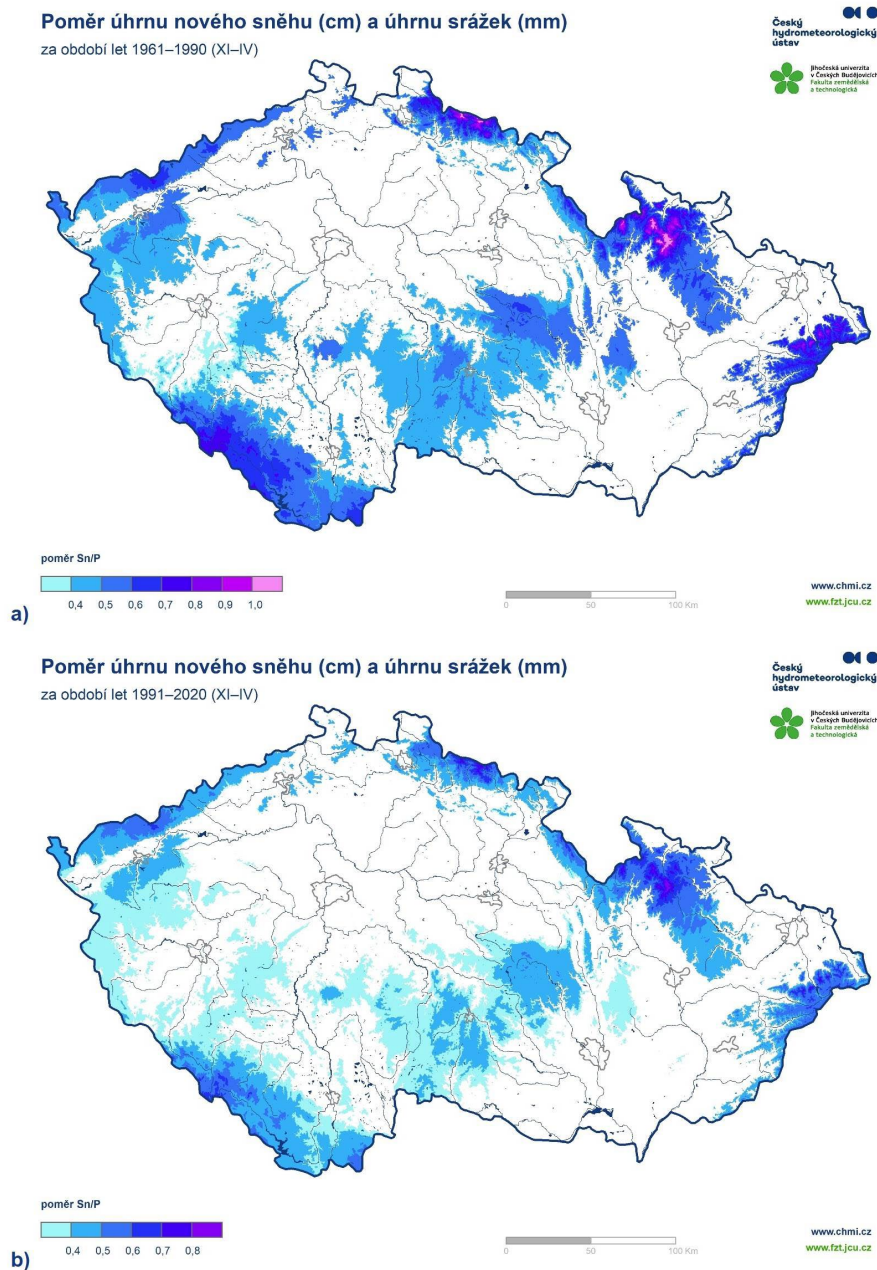 Poměr úhrnu nového sněhu (cm) a úhrnu srážek (mm)
za období let 1961–1990 (XI–IV)
Český
hydrometeorologický
ústav
Jihočeská univerzita
v Českých Budějovicích
Fakulta zemědělská
a technologická
poměr Sn/P
0,4 0,5 0,6 0,7 0,8 0,9 1,0
0 50 100 Km
www.chmi.cz
www.fzt.jcu.cz
a)
Poměr úhrnu nového sněhu (cm) a úhrnu srážek (mm)
za období let 1991–2020 (XI–IV)
Český
hydrometeorologický
ústav
Jihočeská univerzita
v Českých Budějovicích
Fakulta zemědělská
a technologická
poměr Sn/P
0,4 0,5 0,6 0,7 0,8
0 50 100 Km
www.chmi.cz
www.fzt.jcu.cz
b)